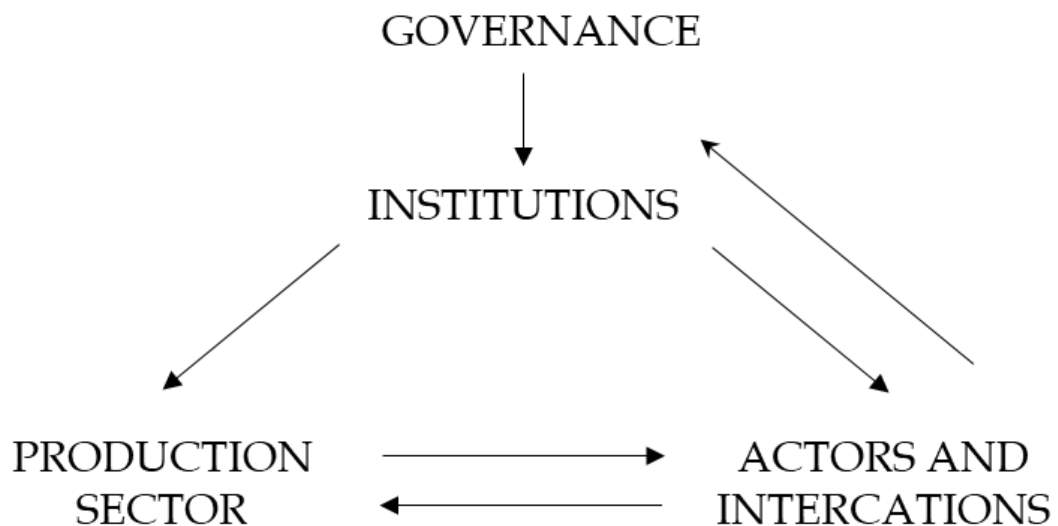 GOVERNANCE
INSTITUTIONS
PRODUCTION
SECTOR
ACTORS AND
INTERCATIONS